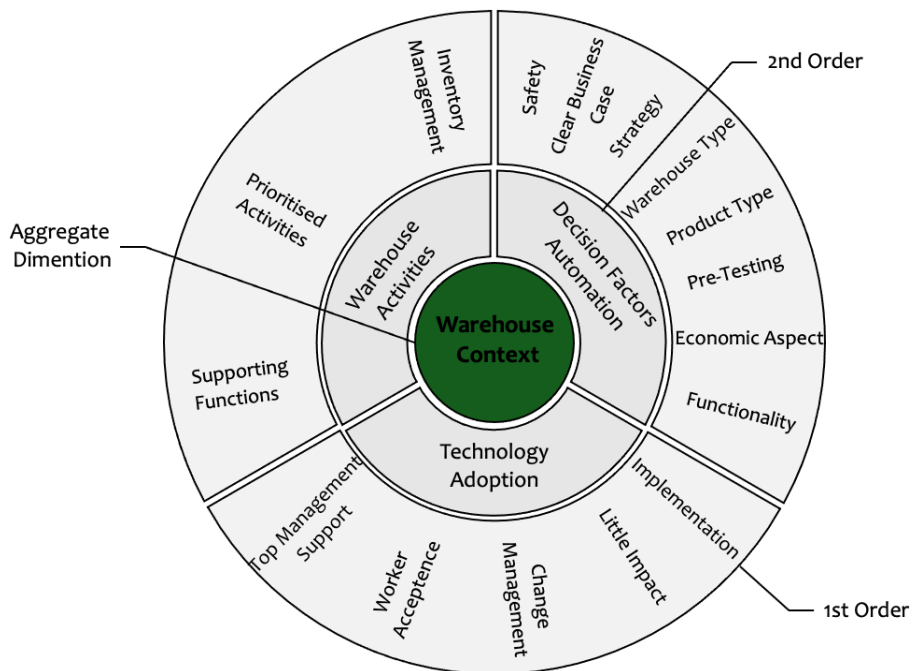 2nd Order
Aggregate
Dimention
Warehouse
Context
Warehouse
Activities
Decision Factors
Automation
Technology
Adoption
Inventory
Management
Prioritised
Activities
Supporting
Functions
Safety
Clear Business
Case
Strategy
Warehouse Type
Product Type
Pre-Testing
Economic Aspect
Functionality
Implementation
Little Impact
Change
Management
Worker
Acceptence
Top Management
Support
1st Order